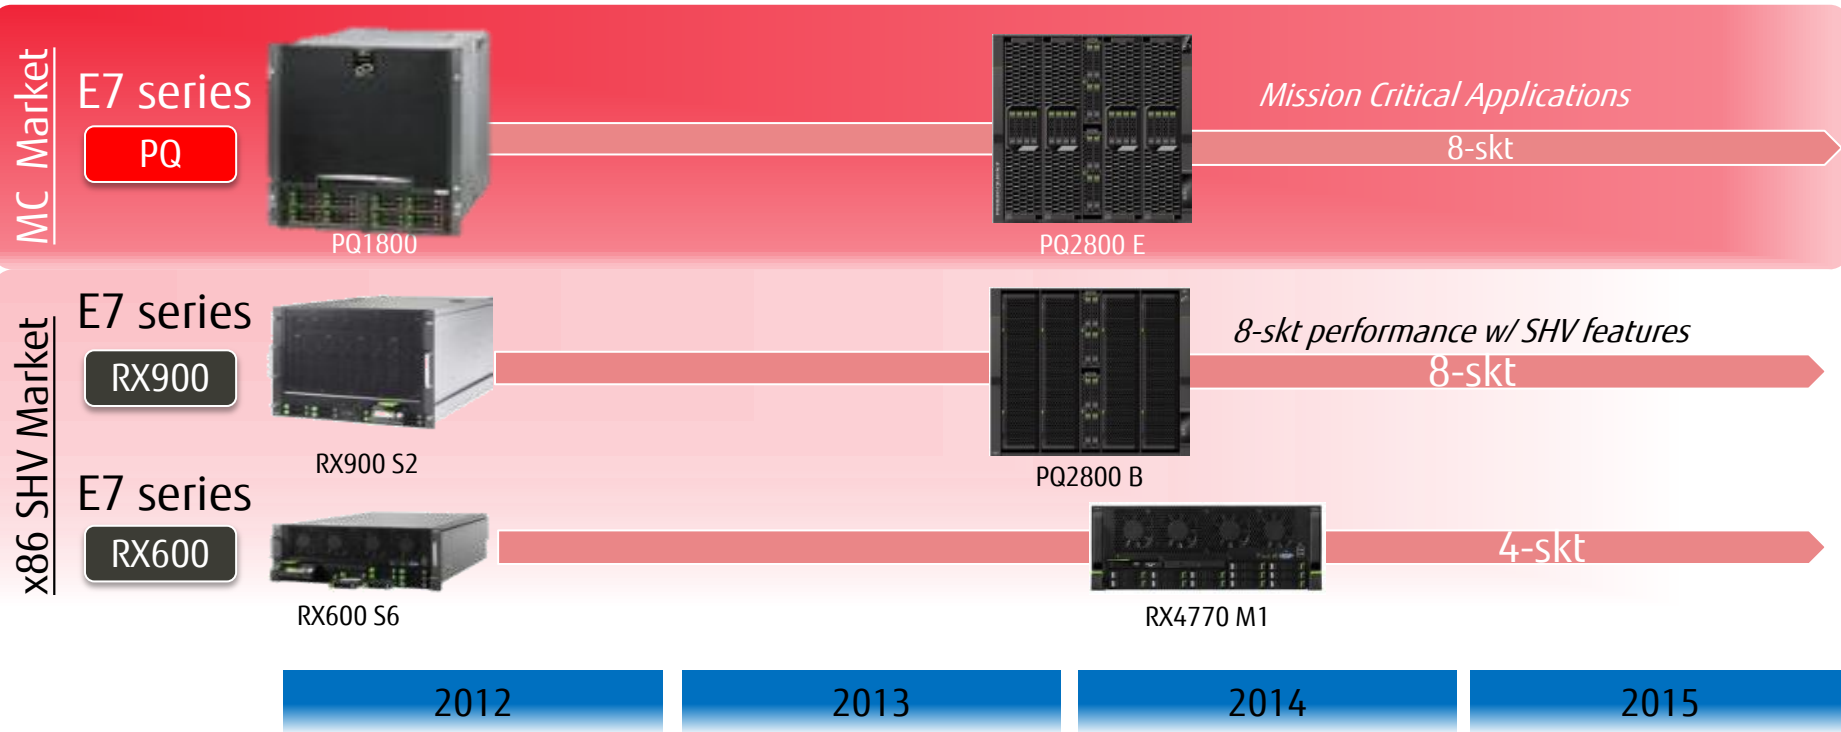 MC Market
E7 series
PQ
PQ1800
PQ2800 E
Mission Critical Applications
8-skt
x86 SHV Market
E7 series
RX900
RX900 S2
PQ2800 B
8-skt performance w/ SHV features
8-skt
E7 series
RX600
RX600 S6
RX4770 M1
4-skt
2012
2013
2014
2015